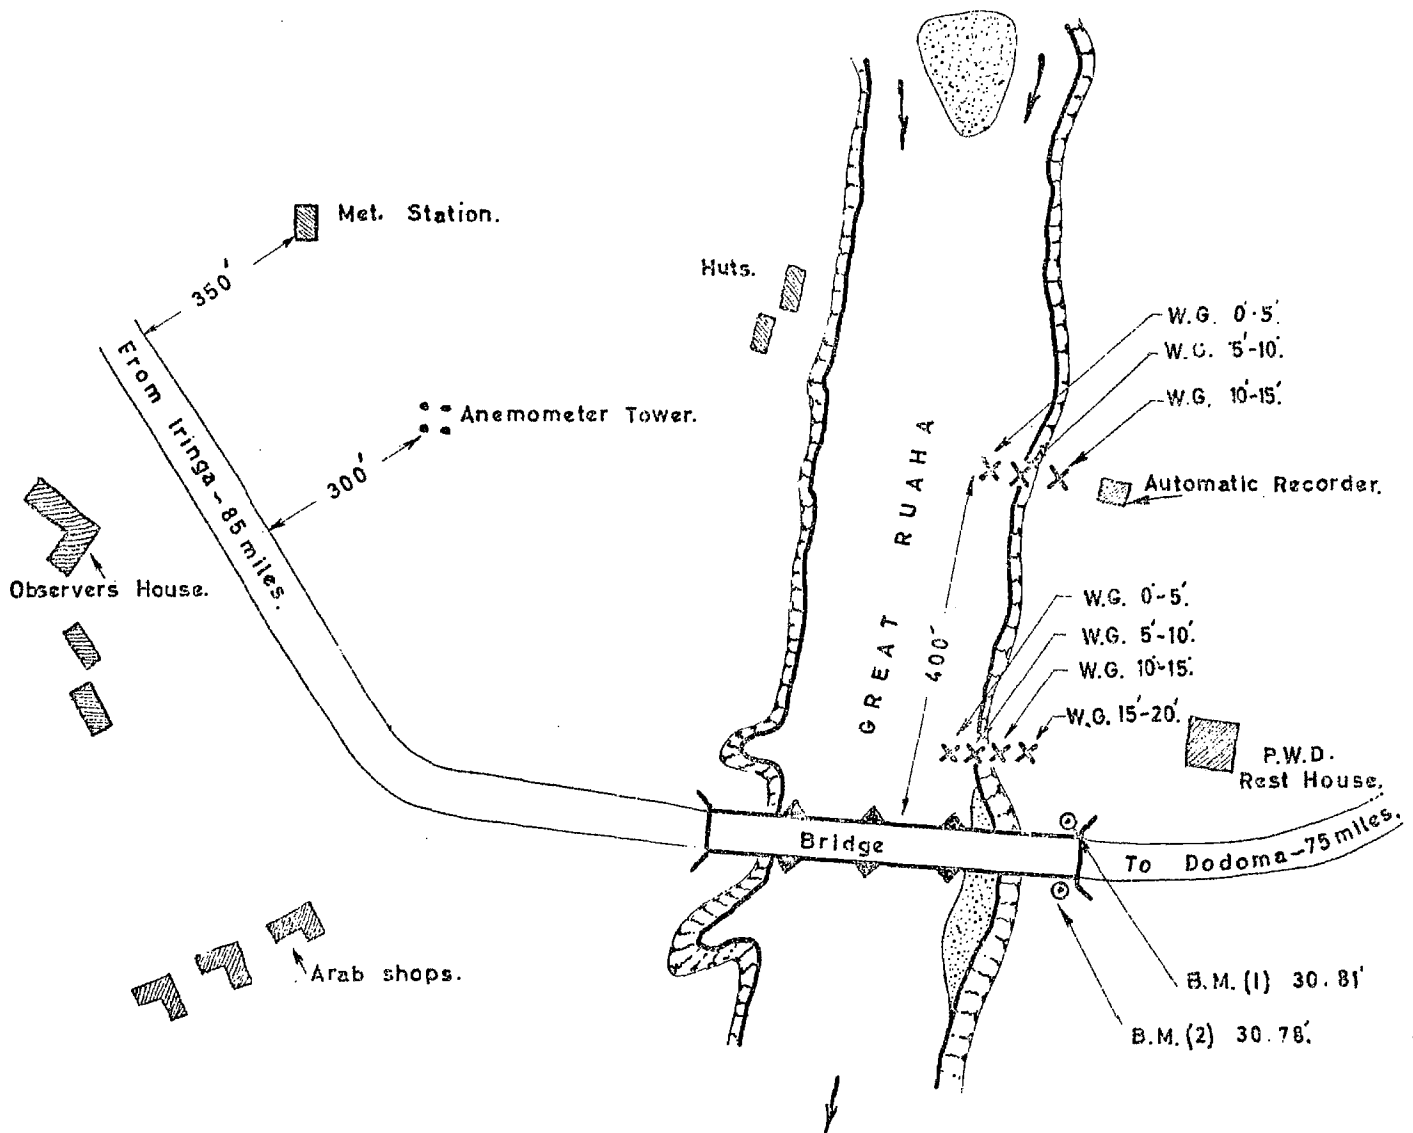 Met. Station.
350'
Huts.
W.G. 0'-5'.
W.G. 5'-10'.
W.G. 10'-15'.
From Iringa-85 miles.
Anemometer Tower.
300'
GREAT RUAHA
Automatic Recorder.
Observers House.
400'
W.G. 0'-5'.
W.G. 5'-10'.
W.G. 10'-15'.
W.G. 15'-20'.
P.W.D.
Rest House.
Bridge
To Dodoma-75 miles.
Arab shops.
B.M. (1) 30.81'
B.M. (2) 30.78'.